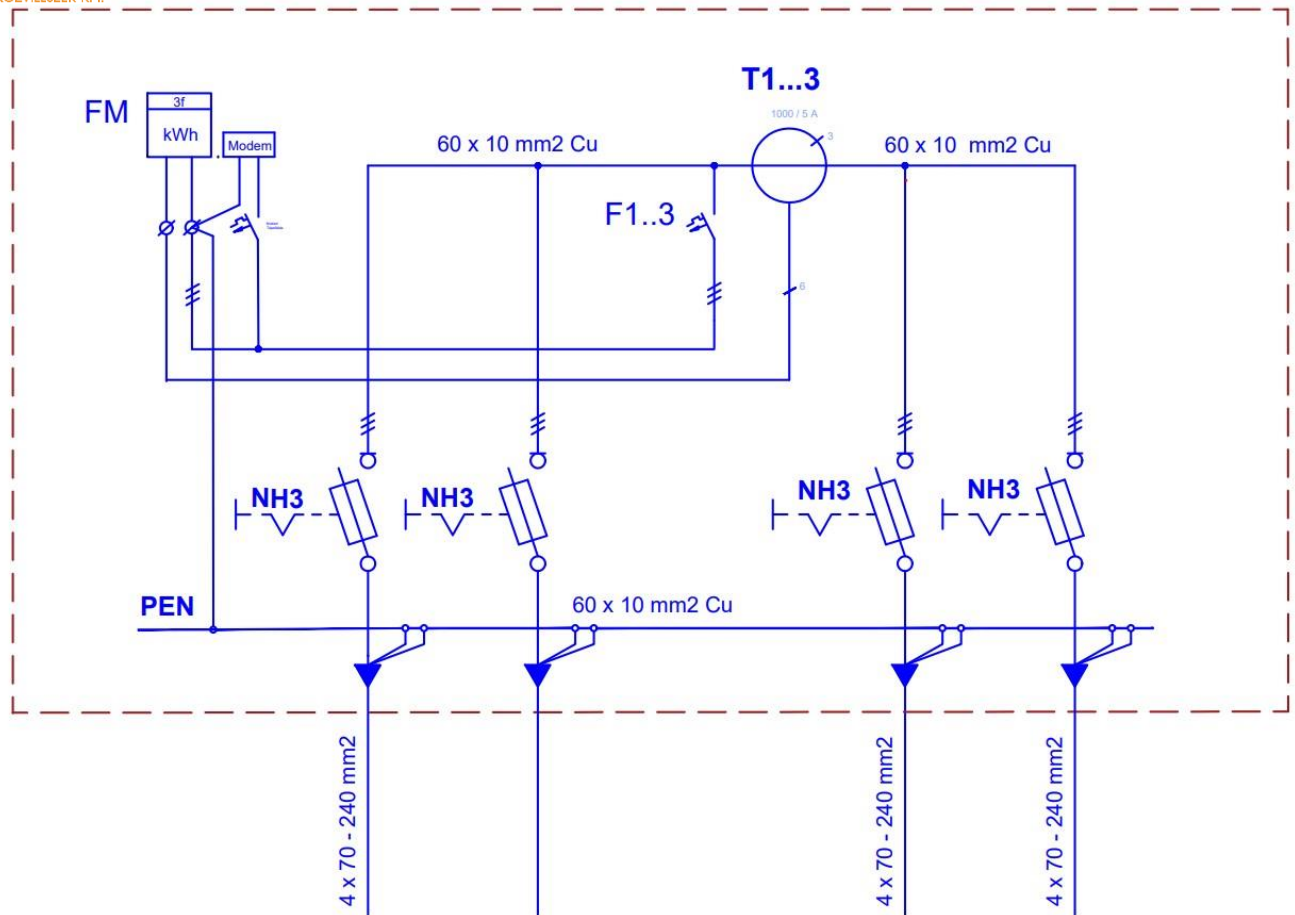 T1...3
3f
FM
1000 / 5 A
kWh
3
Modem
60 x 10 mm2 Cu
60 x 10 mm2 Cu
F1..3
6
NH3
NH3
NH3
NH3
PEN
60 x 10 mm2 Cu
4 x 70 - 240 mm2
4 x 70 - 240 mm2
4 x 70 - 240 mm2